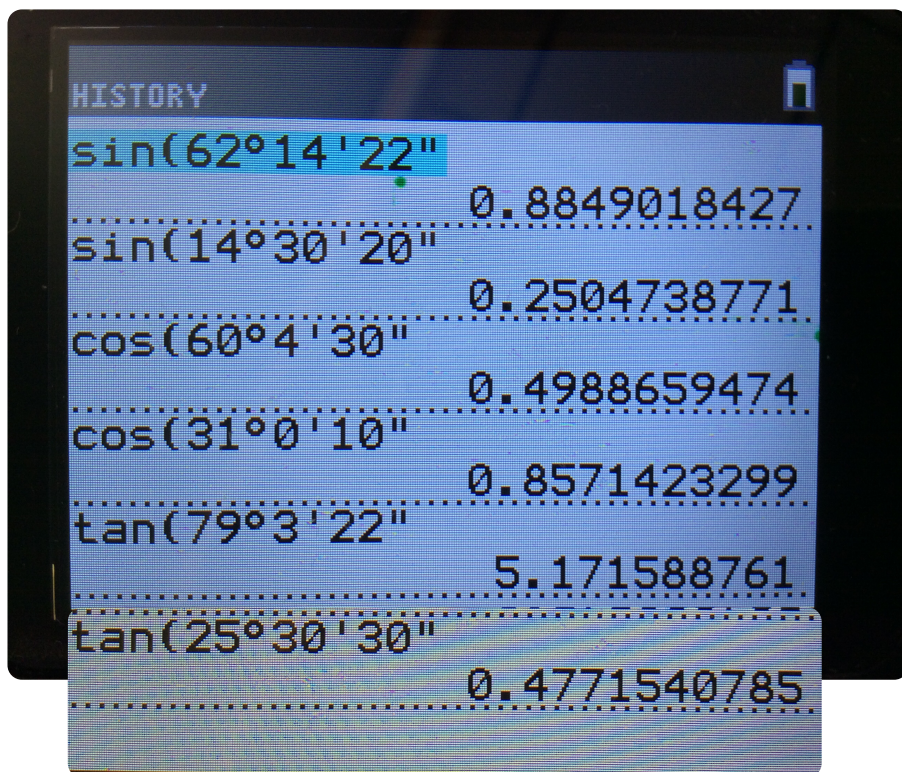 HISTORY
sin(62°14'22"
0.8849018427
sin(14°30'20"
0.2504738771
cos(60°4'30"
0.4988659474
cos(31°0'10"
0.8571423299
tan(79°3'22"
5.171588761
tan(25°30'30"
0.4771540785